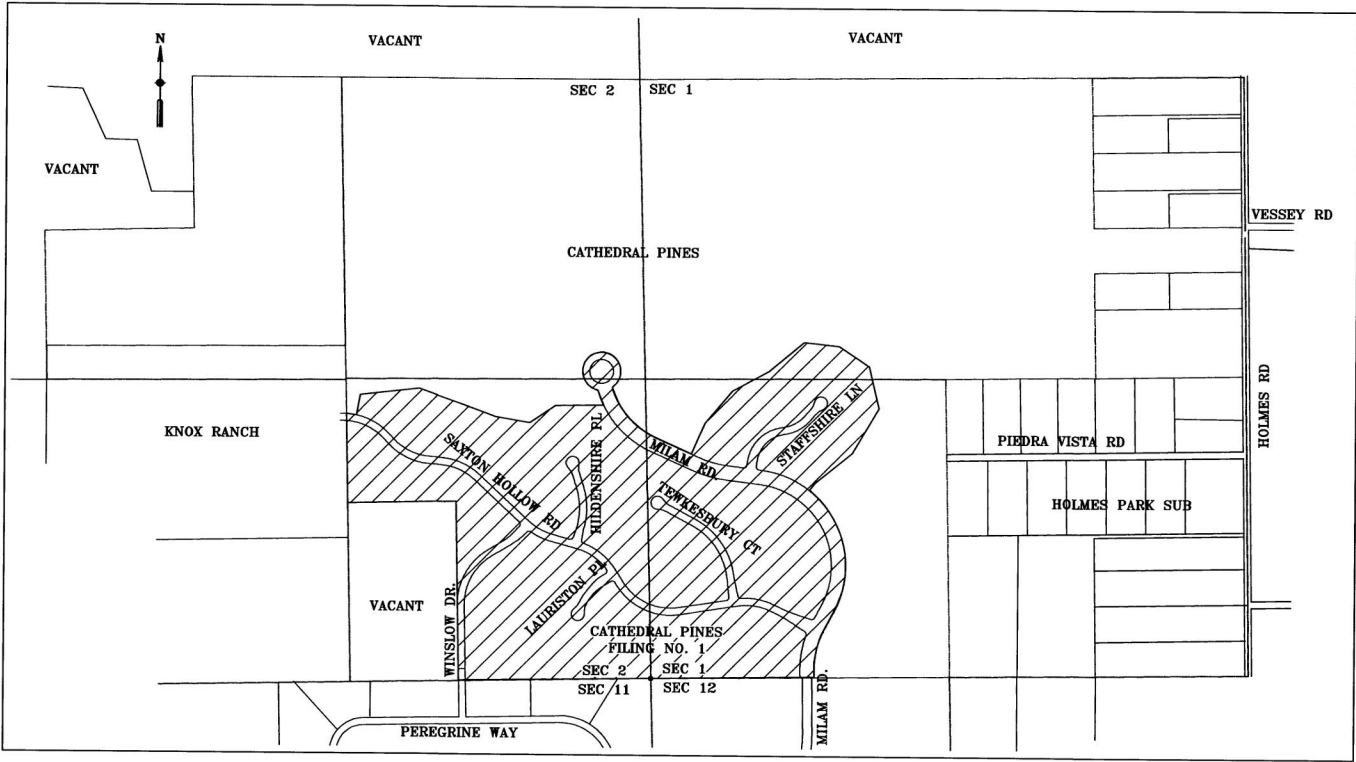 VACANT
VACANT
N
SEC 2
SEC 1
VACANT
VESSEY RD
CATHEDRAL PINES
KNOX RANCH
SAXTON HOLLOW RD
HILDENSHIRE PL
MILAM RD.
STAFFSHIRE LN
TEWKESBURY CT
PIEDRA VISTA RD
HOLMES RD
HOLMES PARK SUB
VACANT
WINSLOW DR.
LAURISTON PT
CATHEDRAL PINES
FILING NO. 1
SEC 2
SEC 1
SEC 11
SEC 12
MILAM RD.
PEREGRINE WAY